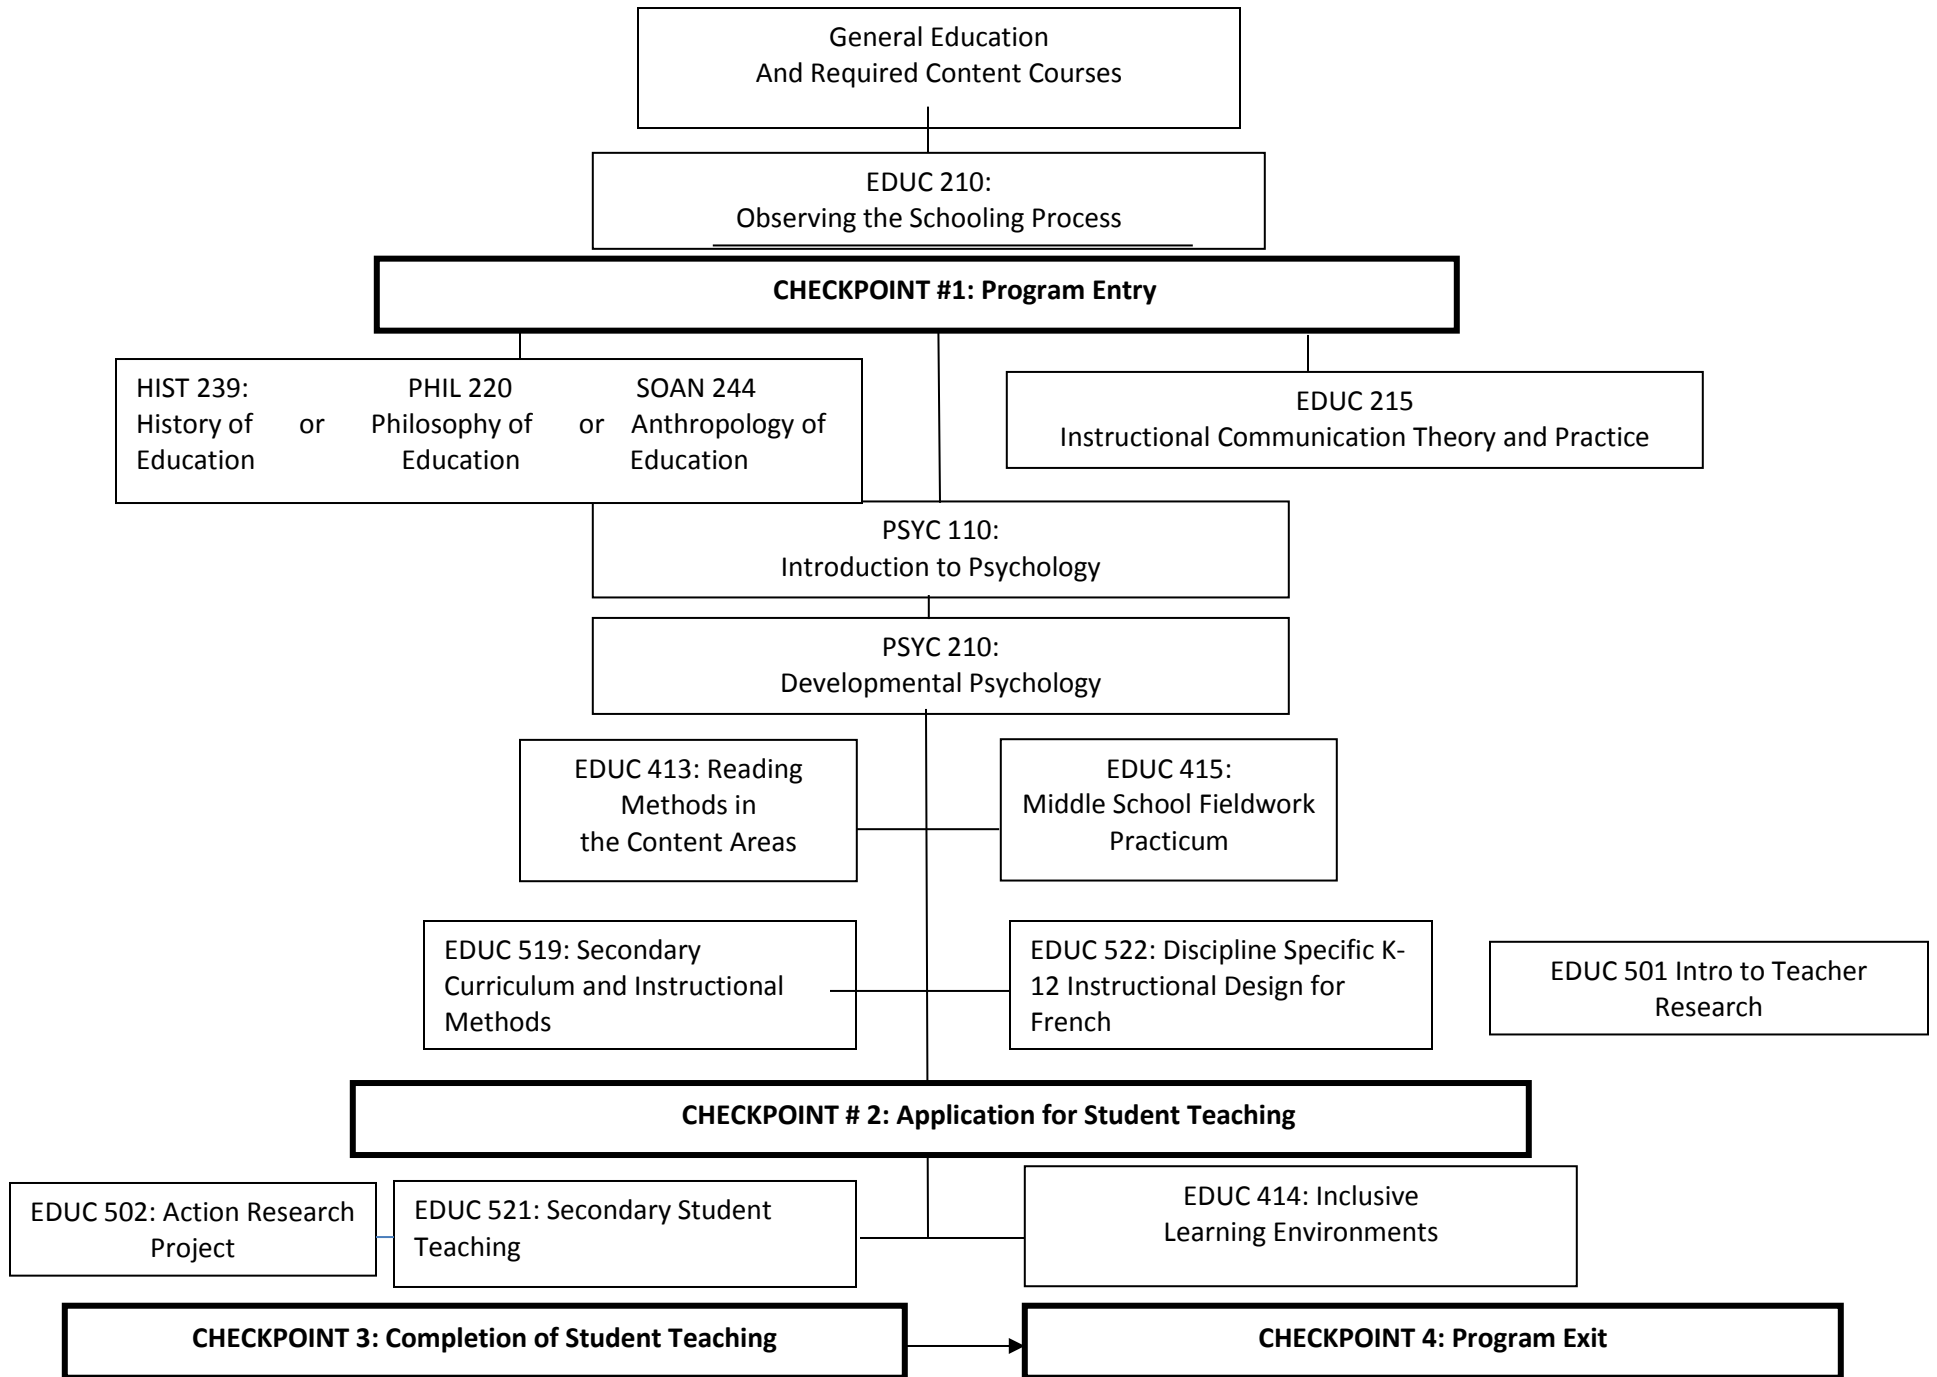 General Education
And Required Content Courses
EDUC 210:
Observing the Schooling Process
CHECKPOINT #1: Program Entry
HIST 239: PHIL 220 SOAN 244
History of or Philosophy of or Anthropology of
Education Education Education
EDUC 215
Instructional Communication Theory and Practice
PSYC 110:
Introduction to Psychology
PSYC 210:
Developmental Psychology
EDUC 413: Reading
Methods in
the Content Areas
EDUC 415:
Middle School Fieldwork
Practicum
EDUC 519: Secondary
Curriculum and Instructional
Methods
EDUC 522: Discipline Specific K-
12 Instructional Design for
French
EDUC 501 Intro to Teacher
Research
CHECKPOINT # 2: Application for Student Teaching
EDUC 502: Action Research
Project
EDUC 521: Secondary Student
Teaching
EDUC 414: Inclusive
Learning Environments
CHECKPOINT 3: Completion of Student Teaching
CHECKPOINT 4: Program Exit